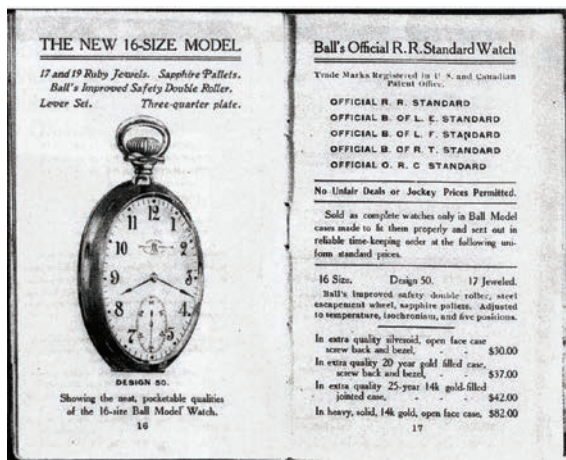 THE NEW 16-SIZE MODEL
17 and 19 Ruby Jewels. Sapphire Pallets.
Ball's Improved Safety Double Roller.
Lever Set. Three-quarter plate.
12
11 1
10 2
9 3
8 4
7 5
DESIGN 50.
Showing the neat, pocketable qualities
of the 16-size Ball Model Watch.
16
Ball's Official R.R. Standard Watch
Trade Marks Registered in U. S. and Canadian
Patent Office.
OFFICIAL R. R. STANDARD
OFFICIAL B. OF L. E. STANDARD
OFFICIAL B. OF L. F. STANDARD
OFFICIAL B. OF R. T. STANDARD
OFFICIAL O. R. C STANDARD
No Unfair Deals or Jockey Prices Permitted.
Sold as complete watches only in Ball Model
cases made to fit them properly and sent out in
reliable time-keeping order at the following uni-
form standard prices.
16 Size. Design 50. 17 Jeweled.
Ball's improved safety double roller, steel
escapement wheel, sapphire pallets. Adjusted
to temperature, isochronism, and five positions.
In extra quality silveroid, open face case
screw back and bezel, - - $30.00
In extra quality 20 year gold filled case,
screw back and bezel, - - $37.00
In extra quality 25-year 14k gold-filled
jointed case, - - - $42.00
In heavy, solid, 14k gold, open face case, $82.00
17